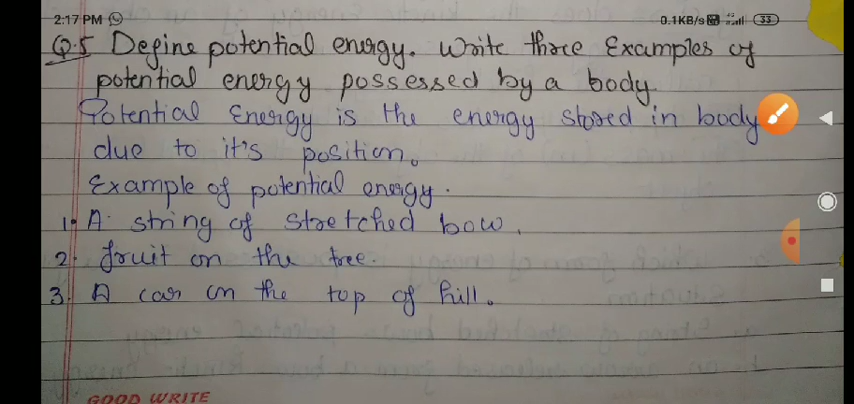 2:17 PM
0.1KB/s 4G 33
Q.5 Define potential energy. Write three Examples of
potential energy possessed by a body.
Potential Energy is the energy stored in body
due to it's position.
Example of potential energy.
1. A string of stretched bow.
2. fruit on the tree.
3. A car on the top of hill.
GOOD WRITE